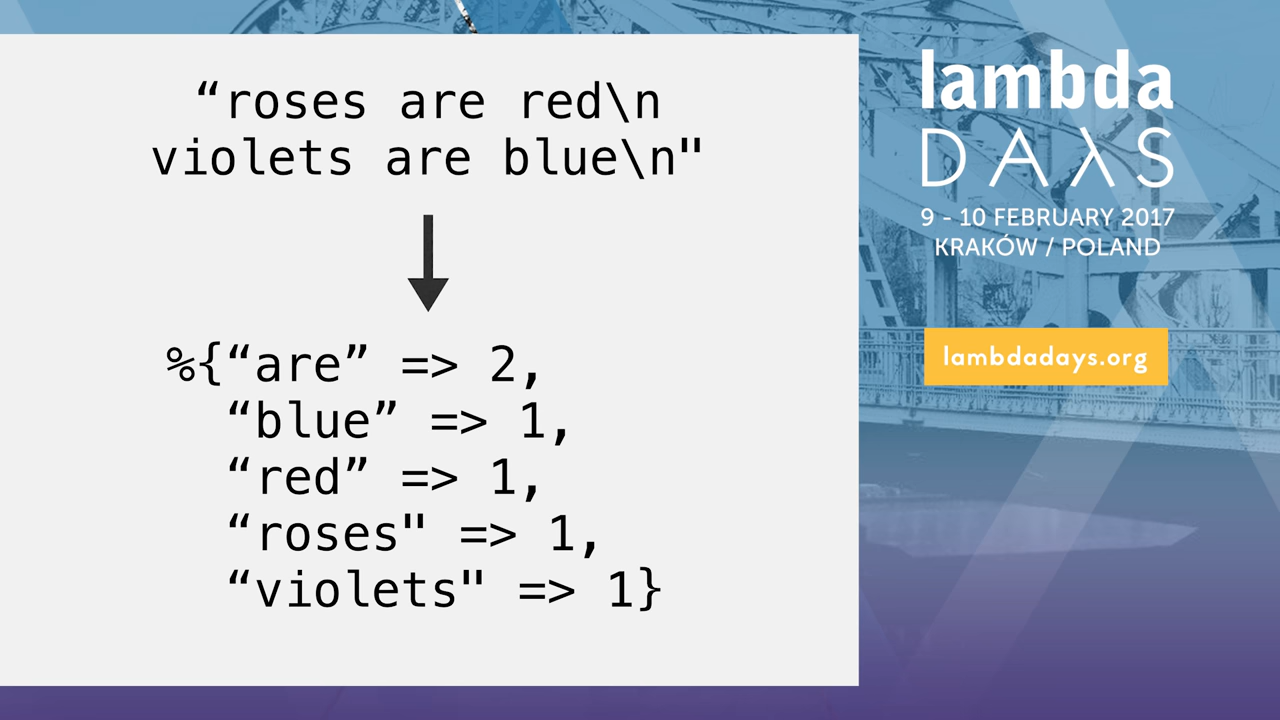 “roses are red\n
violets are blue\n"
%{“are” => 2,
“blue” => 1,
“red” => 1,
“roses" => 1,
“violets" => 1}
lambda
DAλS
9 - 10 FEBRUARY 2017
KRAKÓW / POLAND
lambdadays.org